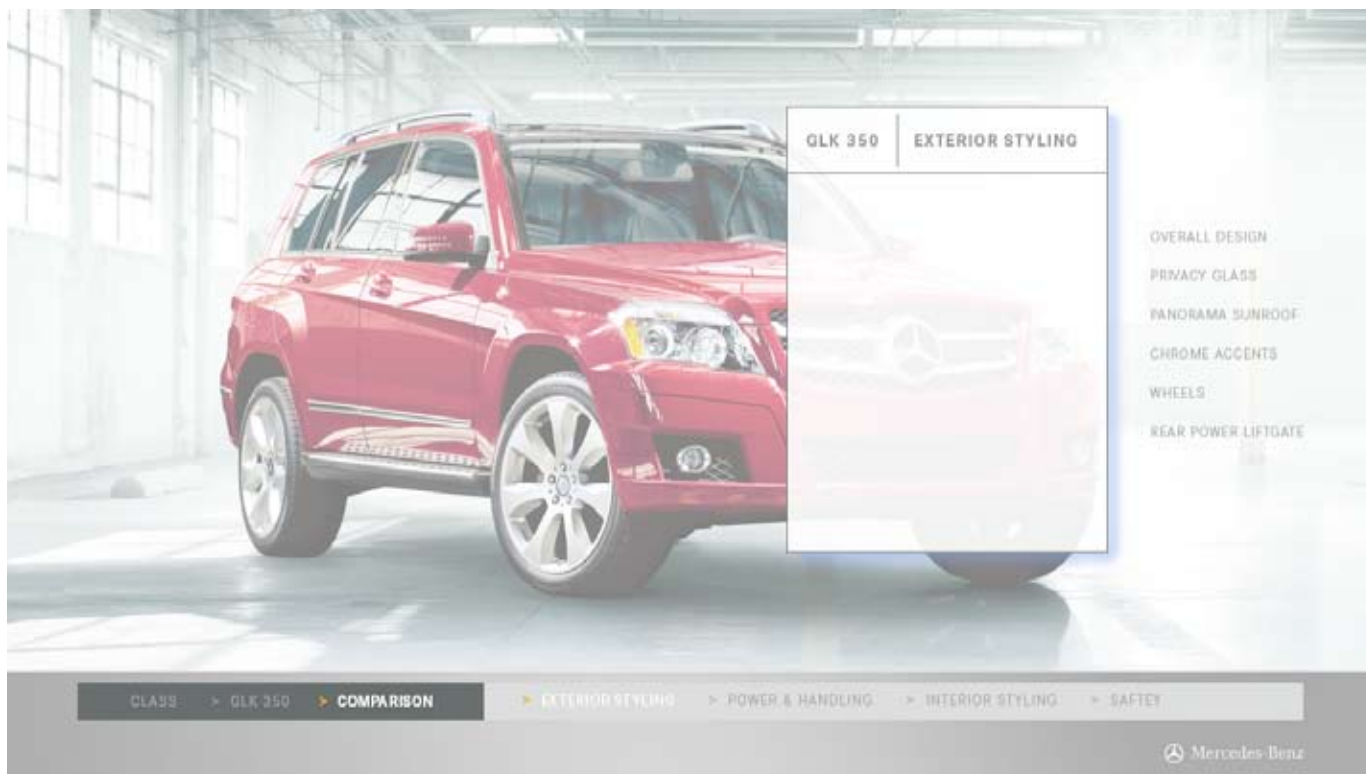 GLK 350 EXTERIOR STYLING
OVERALL DESIGN
PRIVACY GLASS
PANORAMA SUNROOF
CHROME ACCENTS
WHEELS
REAR POWER LIFTGATE
CLASS > GLK 350 > COMPARISON > EXTERIOR STYLING > POWER & HANDLING > INTERIOR STYLING > SAFTEY
Mercedes-Benz